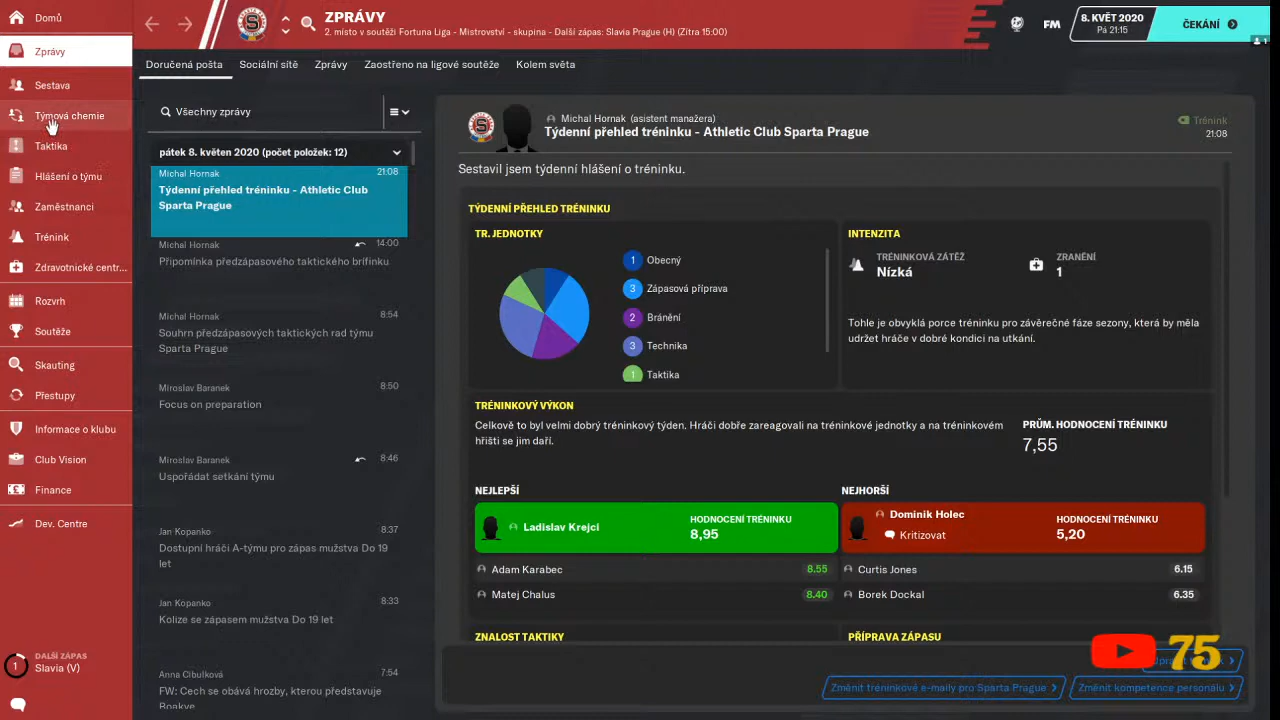 Domů
Zprávy
Sestava
Týmová chemie
Taktika
Hlášení o týmu
Zaměstnanci
Trénink
Zdravotnické centr...
Rozvrh
Soutěže
Skauting
Přestupy
Informace o klubu
Club Vision
Finance
Dev. Centre
1
DALŠÍ ZÁPAS
Slavia (V)
ZPRÁVY
2. místo v soutěži Fortuna Liga - Mistrovství - skupina - Další zápas: Slavia Prague (H) (Zítra 15:00)
FM
8. KVĚT 2020
Pá 21:15
ČEKÁNÍ
1
Doručená pošta
Sociální sítě
Zprávy
Zaostřeno na ligové soutěže
Kolem světa
Všechny zprávy
pátek 8. květen 2020 (počet položek: 12)
Michal Hornak 21:08
Týdenní přehled tréninku - Athletic Club
Sparta Prague
Michal Hornak 14:00
Připomínka předzápasového taktického brífinku
Michal Hornak 8:54
Souhrn předzápasových taktických rad týmu
Sparta Prague
Miroslav Baranek 8:50
Focus on preparation
Miroslav Baranek 8:46
Uspořádat setkání týmu
Jan Kopanko 8:37
Dostupní hráči A-týmu pro zápas mužstva Do 19
let
Jan Kopanko 8:33
Kolize se zápasem mužstva Do 19 let
Anna Cibulková 7:54
FW: Cech se obává hrozby, kterou představuje
Boakye
Michal Hornak (asistent manažera)
Týdenní přehled tréninku - Athletic Club Sparta Prague
Trénink
21:08
Sestavil jsem týdenní hlášení o tréninku.
TÝDENNÍ PŘEHLED TRÉNINKU
TR. JEDNOTKY
1 Obecný
3 Zápasová příprava
2 Bránění
3 Technika
1 Taktika
INTENZITA
TRÉNINKOVÁ ZÁTĚŽ
Nízká
ZRANĚNÍ
1
Tohle je obvyklá porce tréninku pro závěrečné fáze sezony, která by měla
udržet hráče v dobré kondici na utkání.
TRÉNINKOVÝ VÝKON
Celkově to byl velmi dobrý tréninkový týden. Hráči dobře zareagovali na tréninkové jednotky a na tréninkovém
hřišti se jim daří.
PRŮM. HODNOCENÍ TRÉNINKU
7,55
NEJLEPŠÍ
Ladislav Krejci
HODNOCENÍ TRÉNINKU
8,95
Adam Karabec 8.55
Matej Chalus 8.40
NEJHORŠÍ
Dominik Holec
Kritizovat
HODNOCENÍ TRÉNINKU
5,20
Curtis Jones 6.15
Borek Dockal 6.35
ZNALOST TAKTIKY
PŘÍPRAVA ZÁPASU
75
Změnit tréninkové e-maily pro Sparta Prague
Změnit kompetence personálu